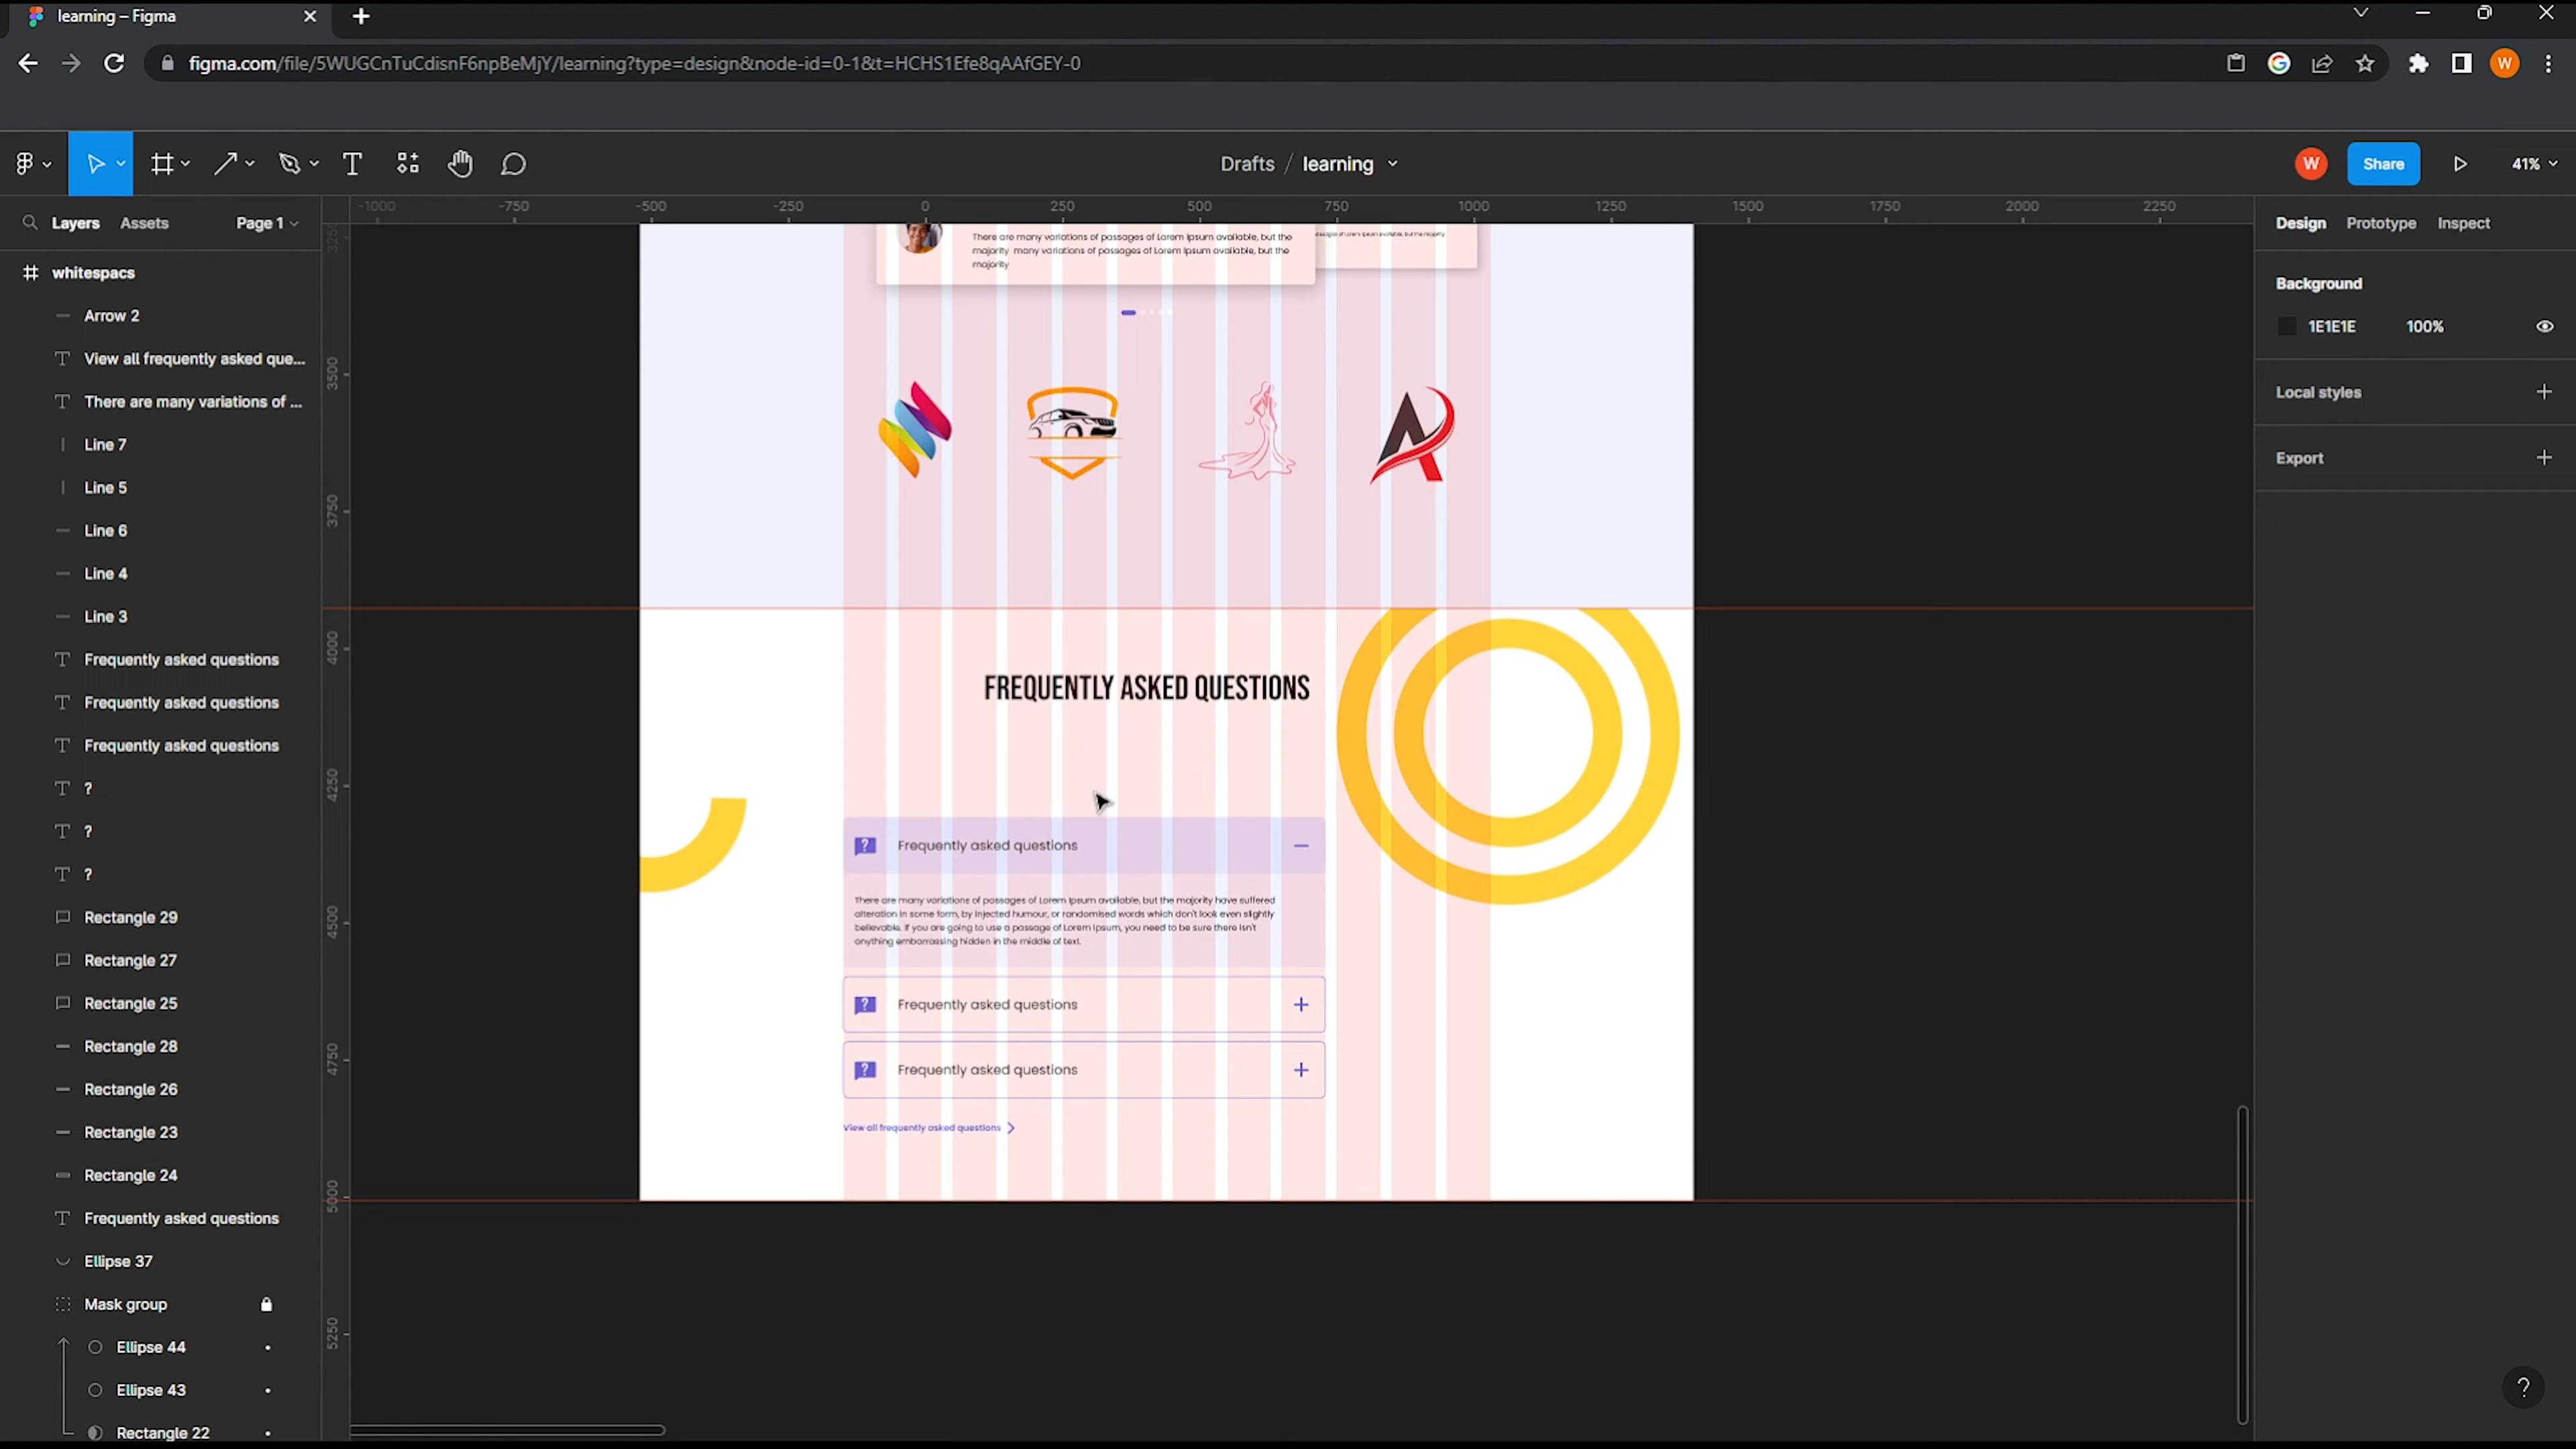 learning – Figma
figma.com/file/5WUGCnTuCdisnF6npBeMjY/learning?type=design&node-id=0-1&t=HCHS1Efe8qAAfGEY-0
W
Drafts / learning
W
Share
41%
Layers
Assets
Page 1
-1000 -750 -500 -250 0 250 500 750 1000 1250 1500 1750 2000 2250
Design
Prototype
Inspect
whitespacs
Arrow 2
View all frequently asked que...
There are many variations of ...
Line 7
Line 5
Line 6
Line 4
Line 3
Frequently asked questions
Frequently asked questions
Frequently asked questions
?
?
?
Rectangle 29
Rectangle 27
Rectangle 25
Rectangle 28
Rectangle 26
Rectangle 23
Rectangle 24
Frequently asked questions
Ellipse 37
Mask group
Ellipse 44
Ellipse 43
Rectangle 22
3500
3750
4000
4250
4500
4750
5000
5250
There are many variations of passages of Lorem Ipsum available, but the
majority many variations of passages of Lorem Ipsum available, but the
majority
FREQUENTLY ASKED QUESTIONS
?
Frequently asked questions
There are many variations of passages of Lorem Ipsum available, but the majority have suffered
alteration in some form, by injected humour, or randomised words which don't look even slightly
believable. If you are going to use a passage of Lorem Ipsum, you need to be sure there isn't
anything embarrassing hidden in the middle of text.
?
Frequently asked questions
?
Frequently asked questions
View all frequently asked questions
Background
1E1E1E
100%
Local styles
Export
?